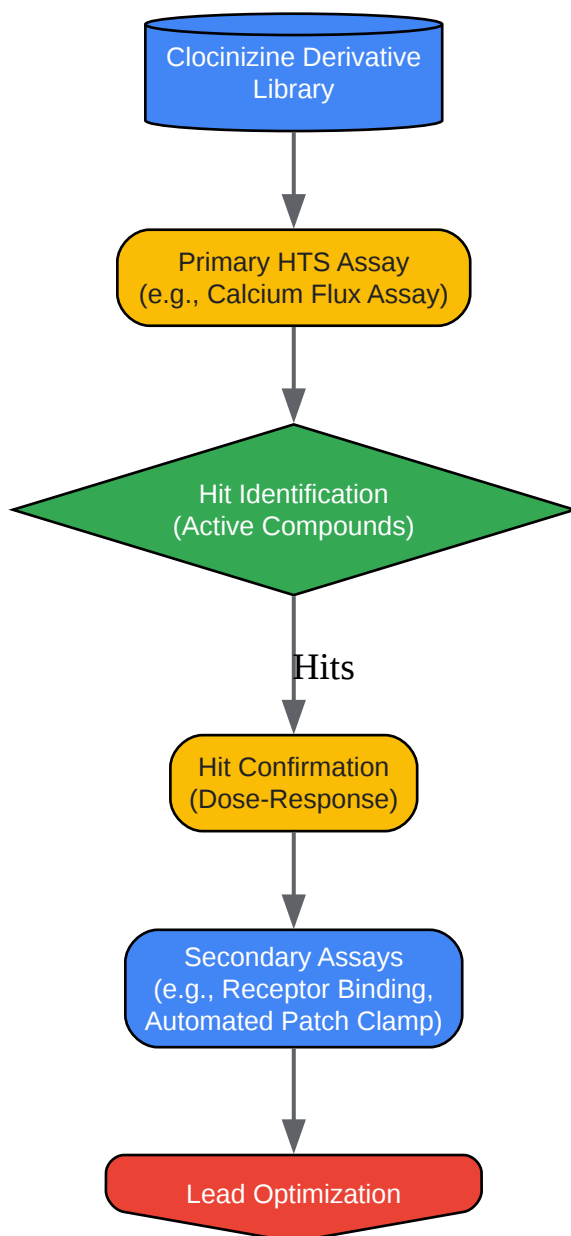 Clocinizine Derivative
Library
Primary HTS Assay
(e.g., Calcium Flux Assay)
Hit Identification
(Active Compounds)
Hits
Hit Confirmation
(Dose-Response)
Secondary Assays
(e.g., Receptor Binding,
Automated Patch Clamp)
Lead Optimization